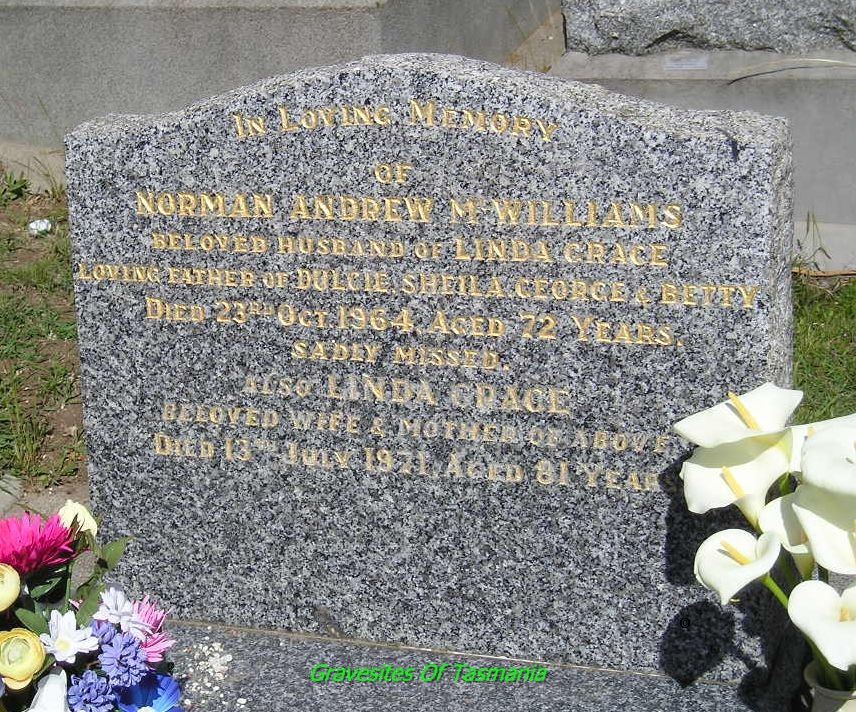 In Loving Memory
OF
NORMAN ANDREW McWILLIAMS
BELOVED HUSBAND OF LINDA GRACE
LOVING FATHER OF DULCIE, SHEILA, GEORGE & BETTY
DIED 23RD OCT 1964, AGED 72 YEARS.
SADLY MISSED.
ALSO LINDA GRACE
BELOVED WIFE & MOTHER OF ABOVE
DIED 13TH JULY 1971, AGED 81 YEARS
Gravesites Of Tasmania